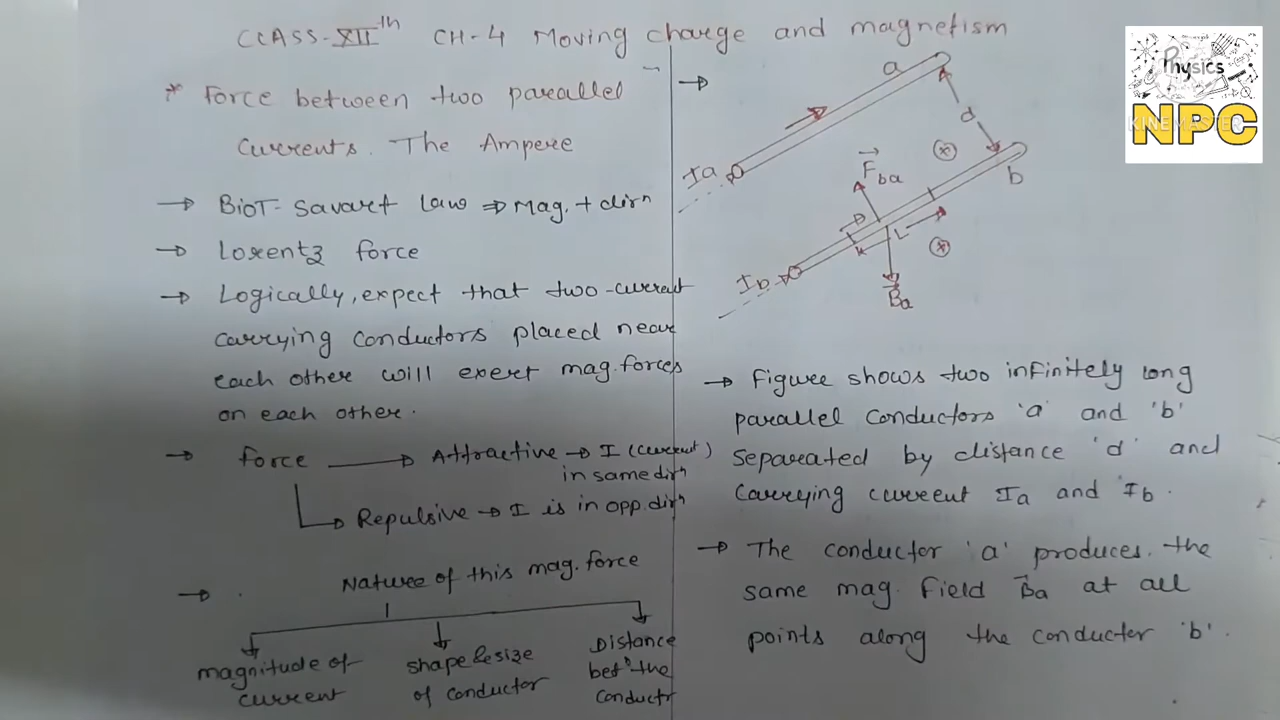 CLASS-XIIth CH-4 Moving charge and magnetism
* Force between two parallel
currents. The Ampere
→ BIOT-Savart law ⇒ Mag. + dirn
→ Lorentz force
→ Logically, expect that two-current
carrying conductors placed near
each other will exert mag. forces
on each other.
→ force → Attractive → I (current)
in same dirn
→ Repulsive → I is in opp. dirn
→ . Nature of this mag. force
magnitude of
current
shape & size
of conductor
Distance
betn the
conductr
→
a
Ia
d
Fba
b
L
Ib
Ba
→ Figure shows two infinitely long
parallel conductors 'a' and 'b'
separated by distance 'd' and
carrying current Ia and Ib.
→ The conductor 'a' produces the
same mag. field Ba at all
points along the conducter 'b'.
Physics
NPC
KINEMASTER